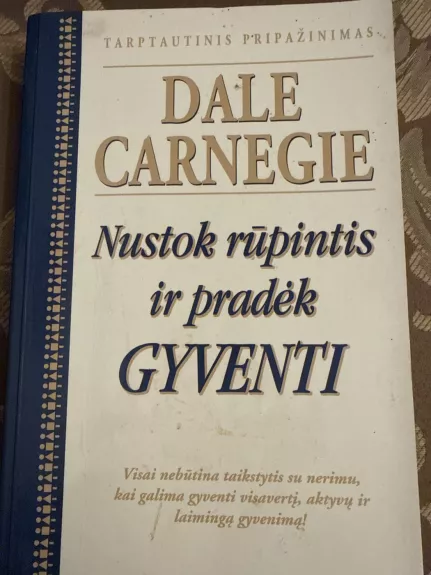 TARPTAUTINIS PRIPAŽINIMAS
DALE
CARNEGIE
Nustok rūpintis
ir pradėk
GYVENTI
Visai nebūtina taikstytis su nerimu,
kai galima gyventi visavertį, aktyvų ir
laimingą gyvenimą!